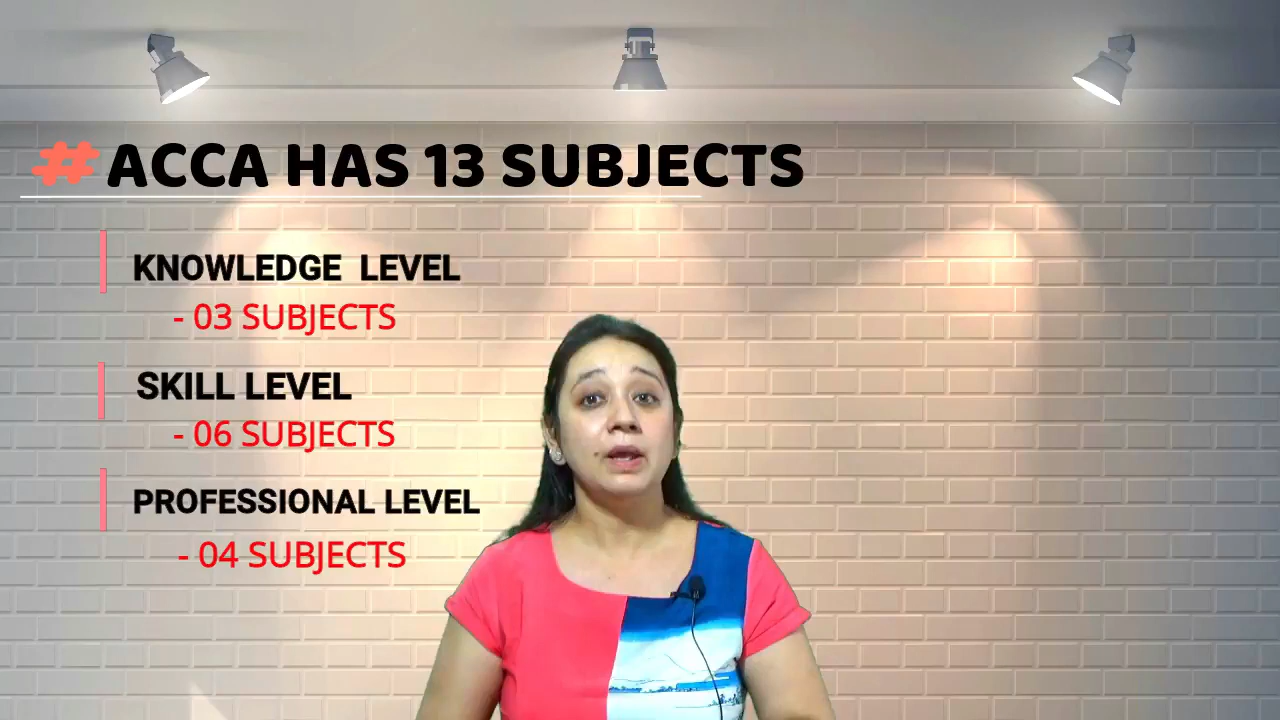 # ACCA HAS 13 SUBJECTS
KNOWLEDGE LEVEL
- 03 SUBJECTS
SKILL LEVEL
- 06 SUBJECTS
PROFESSIONAL LEVEL
- 04 SUBJECTS